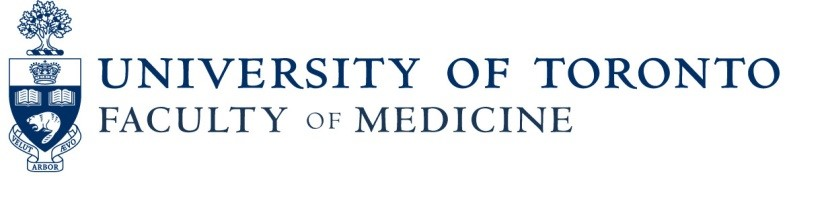 UNIVERSITY OF TORONTO
FACULTY OF MEDICINE
VELUT ÆVO
ARBOR